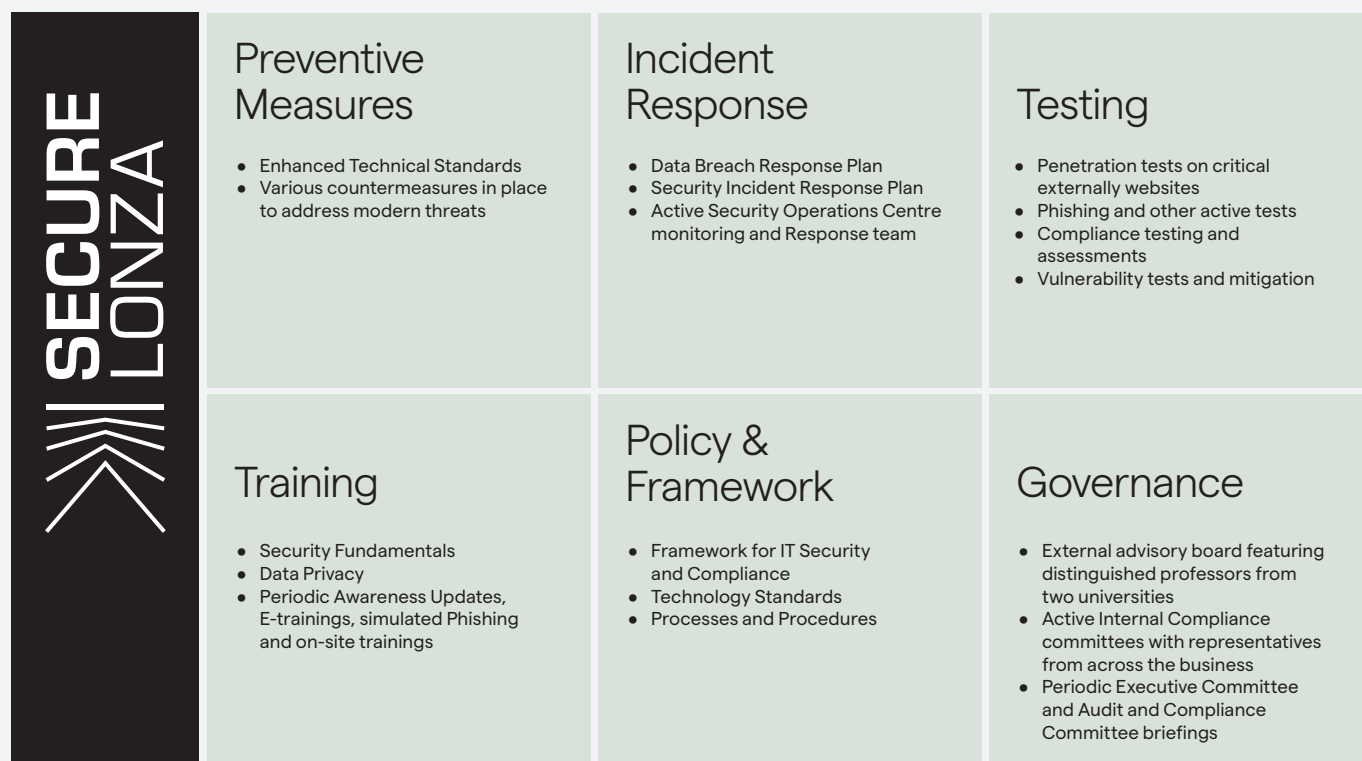 SECURE
LONZA
Preventive
Measures
• Enhanced Technical Standards
• Various countermeasures in place
to address modern threats
Incident
Response
• Data Breach Response Plan
• Security Incident Response Plan
• Active Security Operations Centre
monitoring and Response team
Testing
• Penetration tests on critical
externally websites
• Phishing and other active tests
• Compliance testing and
assessments
• Vulnerability tests and mitigation
Training
• Security Fundamentals
• Data Privacy
• Periodic Awareness Updates,
E-trainings, simulated Phishing
and on-site trainings
Policy &
Framework
• Framework for IT Security
and Compliance
• Technology Standards
• Processes and Procedures
Governance
• External advisory board featuring
distinguished professors from
two universities
• Active Internal Compliance
committees with representatives
from across the business
• Periodic Executive Committee
and Audit and Compliance
Committee briefings